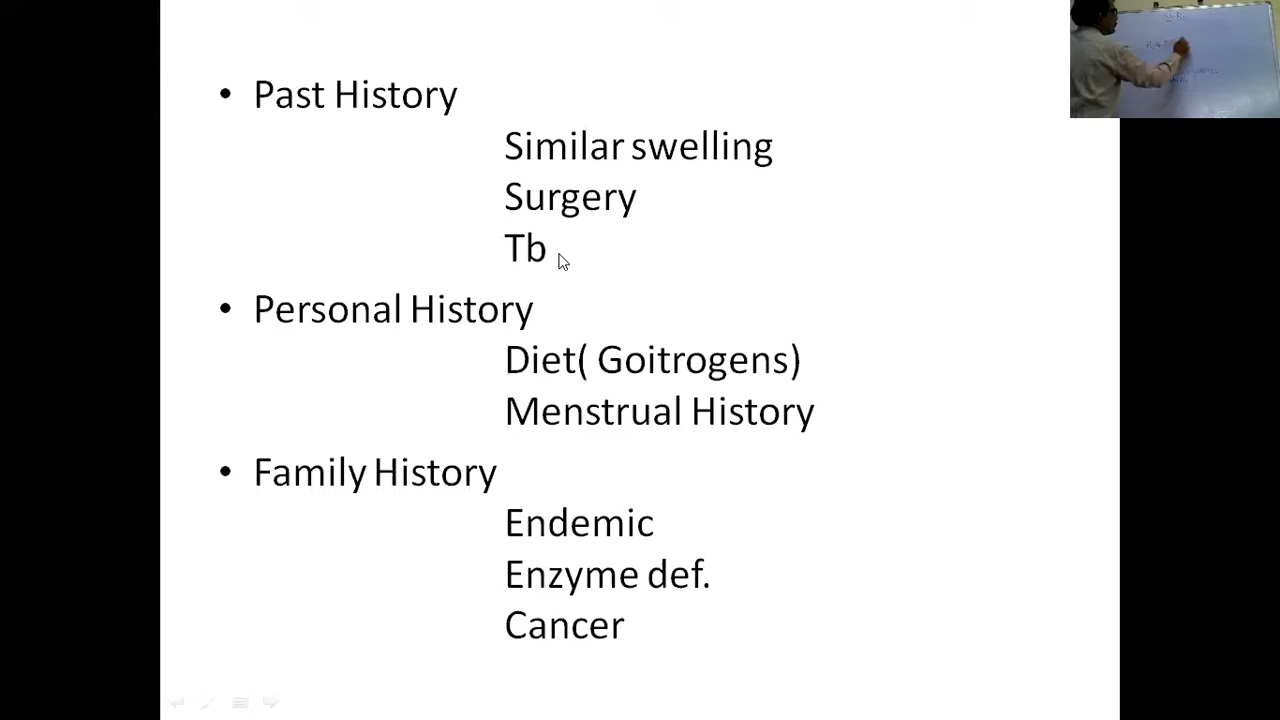 • Past History
Similar swelling
Surgery
Tb
• Personal History
Diet( Goitrogens)
Menstrual History
• Family History
Endemic
Enzyme def.
Cancer